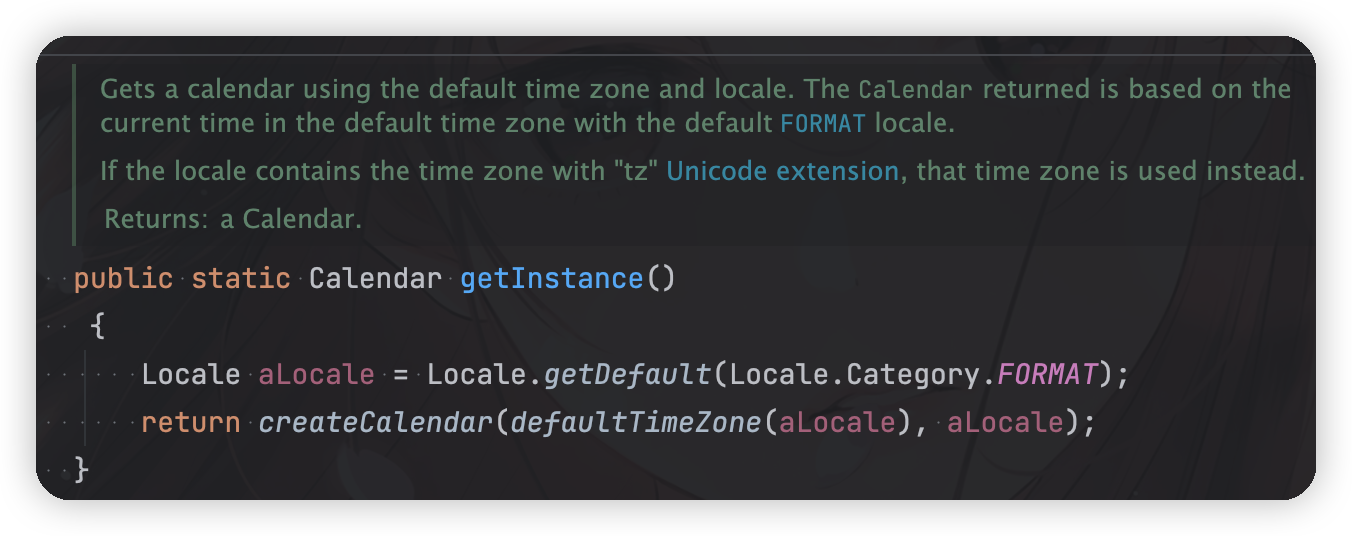 Gets a calendar using the default time zone and locale. The Calendar returned is based on the
current time in the default time zone with the default FORMAT locale.
If the locale contains the time zone with "tz" Unicode extension, that time zone is used instead.
Returns: a Calendar.
public static Calendar getInstance()
{
Locale aLocale = Locale.getDefault(Locale.Category.FORMAT);
return createCalendar(defaultTimeZone(aLocale), aLocale);
}